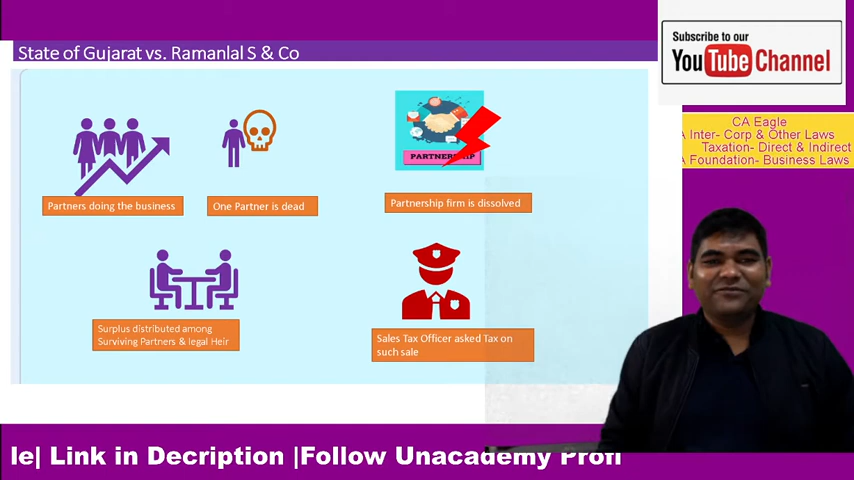 State of Gujarat vs. Ramanlal S & Co
Subscribe to our
YouTube Channel
CA Eagle
A Inter- Corp & Other Laws
Taxation- Direct & Indirect
A Foundation- Business Laws
PARTNERSHIP
Partners doing the business
One Partner is dead
Partnership firm is dissolved
Surplus distributed among
Surviving Partners & legal Heir
Sales Tax Officer asked Tax on
such sale
le| Link in Decription |Follow Unacademy Profi